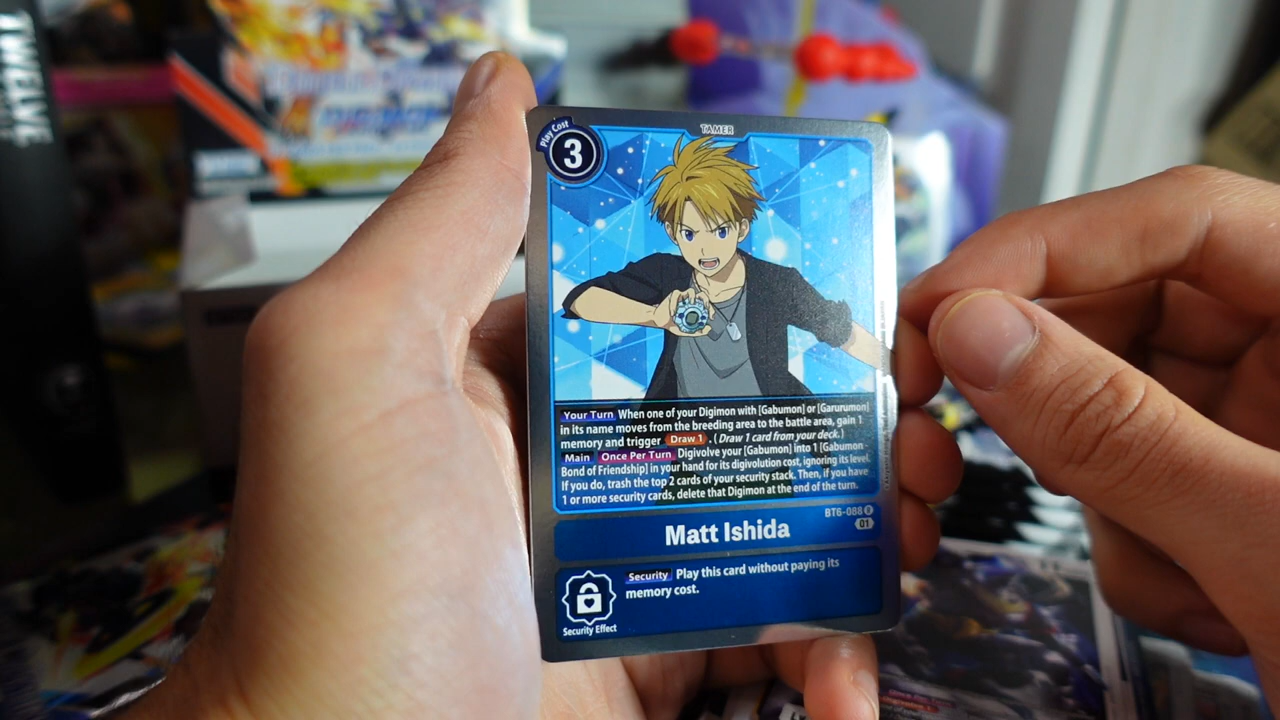 TWELVE
Play Cost
3
TAMER
Your Turn When one of your Digimon with [Gabumon] or [Garurumon]
in its name moves from the breeding area to the battle area, gain 1
memory and trigger Draw 1. (Draw 1 card from your deck.)
Main Once Per Turn Digivolve your [Gabumon] into 1 [Gabumon -
Bond of Friendship] in your hand for its digivolution cost, ignoring its level.
If you do, trash the top 2 cards of your security stack. Then, if you have
1 or more security cards, delete that Digimon at the end of the turn.
BT6-088 R
Matt Ishida
01
Security Play this card without paying its
memory cost.
Security Effect